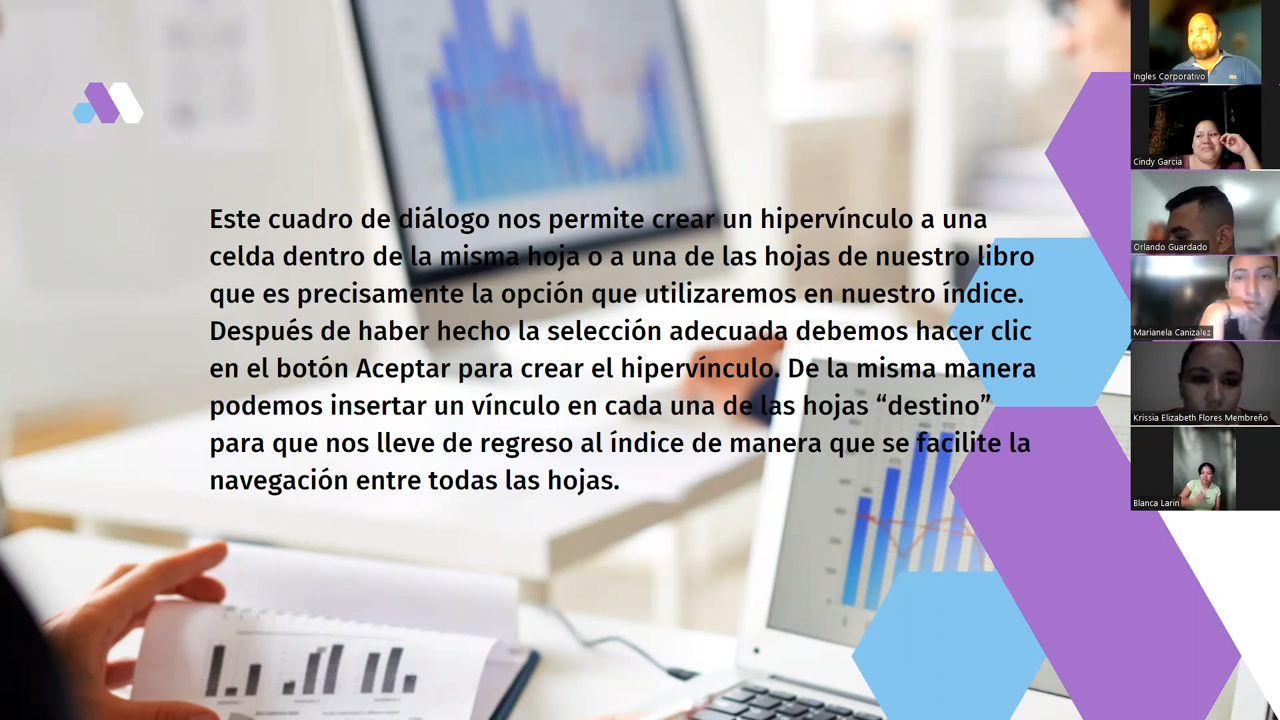 Este cuadro de diálogo nos permite crear un hipervínculo a una
celda dentro de la misma hoja o a una de las hojas de nuestro libro
que es precisamente la opción que utilizaremos en nuestro índice.
Después de haber hecho la selección adecuada debemos hacer clic
en el botón Aceptar para crear el hipervínculo. De la misma manera
podemos insertar un vínculo en cada una de las hojas “destino”
para que nos lleve de regreso al índice de manera que se facilite la
navegación entre todas las hojas.
Ingles Corporativo
Cindy Garcia
Orlando Guardado
Marianela Canizalez
Krissia Elizabeth Flores Membreño
Blanca Larin